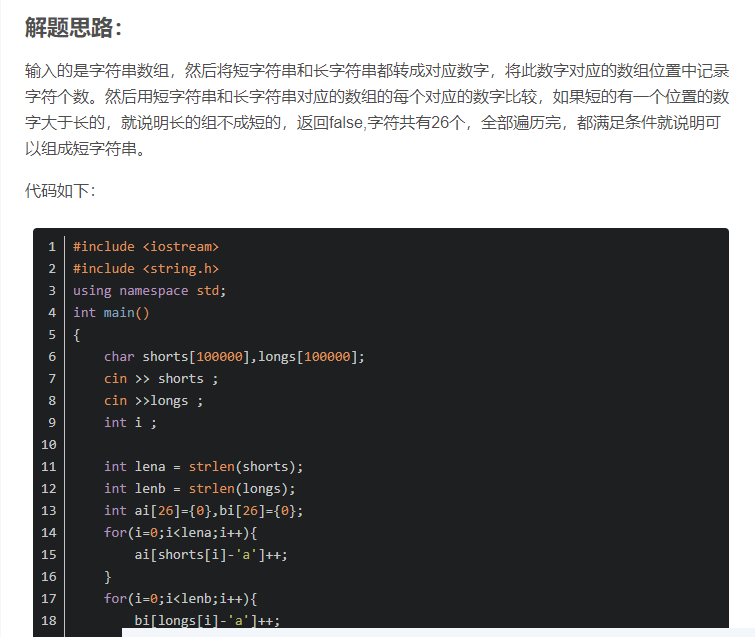 解题思路：
输入的是字符串数组，然后将短字符串和长字符串都转成对应数字，将此数字对应的数组位置中记录
字符个数。然后用短字符串和长字符串对应的数组的每个对应的数字比较，如果短的有一个位置的数
字大于长的，就说明长的组不成短的，返回false,字符共有26个，全部遍历完，都满足条件就说明可
以组成短字符串。
代码如下：
1 #include <iostream>
2 #include <string.h>
3 using namespace std;
4 int main()
5 {
6     char shorts[100000],longs[100000];
7     cin >> shorts ;
8     cin >>longs ;
9     int i ;
10
11     int lena = strlen(shorts);
12     int lenb = strlen(longs);
13     int ai[26]={0},bi[26]={0};
14     for(i=0;i<lena;i++){
15         ai[shorts[i]-'a']++;
16     }
17     for(i=0;i<lenb;i++){
18         bi[longs[i]-'a']++;